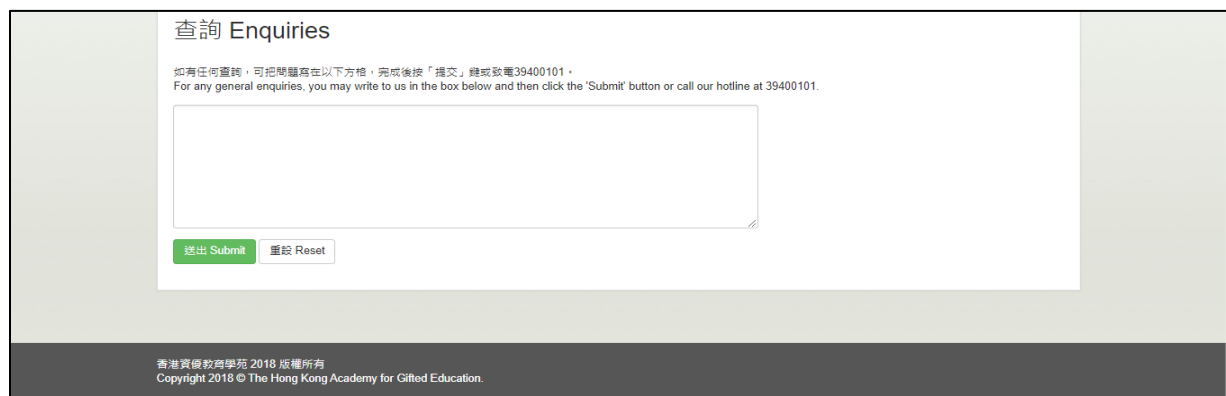 查詢 Enquiries
如有任何查詢，可把問題寫在以下方格，完成後按「提交」鍵或致電39400101。
For any general enquiries, you may write to us in the box below and then click the 'Submit' button or call our hotline at 39400101.
送出 Submit 重設 Reset
香港資優教育學苑 2018 版權所有
Copyright 2018 © The Hong Kong Academy for Gifted Education.